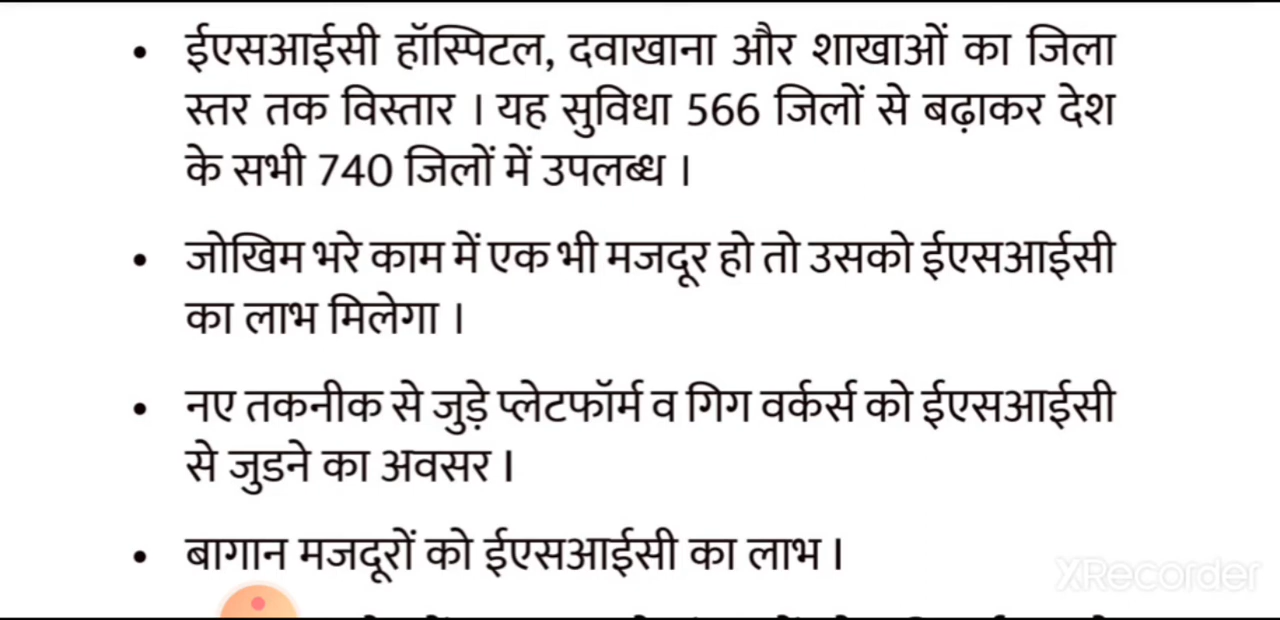 • ईएसआईसी हॉस्पिटल, दवाखाना और शाखाओं का जिला
स्तर तक विस्तार । यह सुविधा 566 जिलों से बढ़ाकर देश
के सभी 740 जिलों में उपलब्ध ।
• जोखिम भरे काम में एक भी मजदूर हो तो उसको ईएसआईसी
का लाभ मिलेगा ।
• नए तकनीक से जुड़े प्लेटफॉर्म व गिग वर्कर्स को ईएसआईसी
से जुडने का अवसर ।
• बागान मजदूरों को ईएसआईसी का लाभ ।
XRecorder